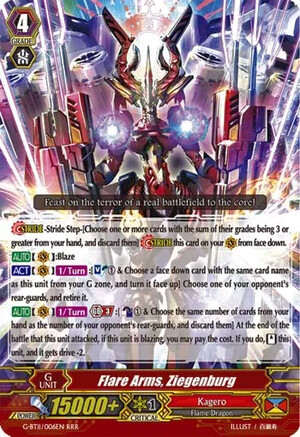 4
GRADE
Feast on the terror of a real battlefield to the core!
STRIDE-Stride Step-[Choose one or more cards with the sum of their grades being 3 or
greater from your hand, and discard them] STRIDE this card on your from face down.
AUTO :Blaze
ACT 1/Turn : & Choose a face down card with the same card name
as this unit from your G zone, and turn it face up] Choose one of your opponent's
rear-guards, and retire it.
AUTO 1/Turn : 3 & Choose the same number of cards from your
hand as the number of your opponent's rear-guards, and discard them] At the end of the
battle that this unit attacked, if this unit is blazing, you may pay the cost. If you do, this
unit, and it gets drive -2.
G
UNIT
Flare Arms, Ziegenburg
POWER
15000+
1
CRITICAL
Kagero
Flame Dragon
G-BT11/006EN RRR
ILLUST / 百瀬寿